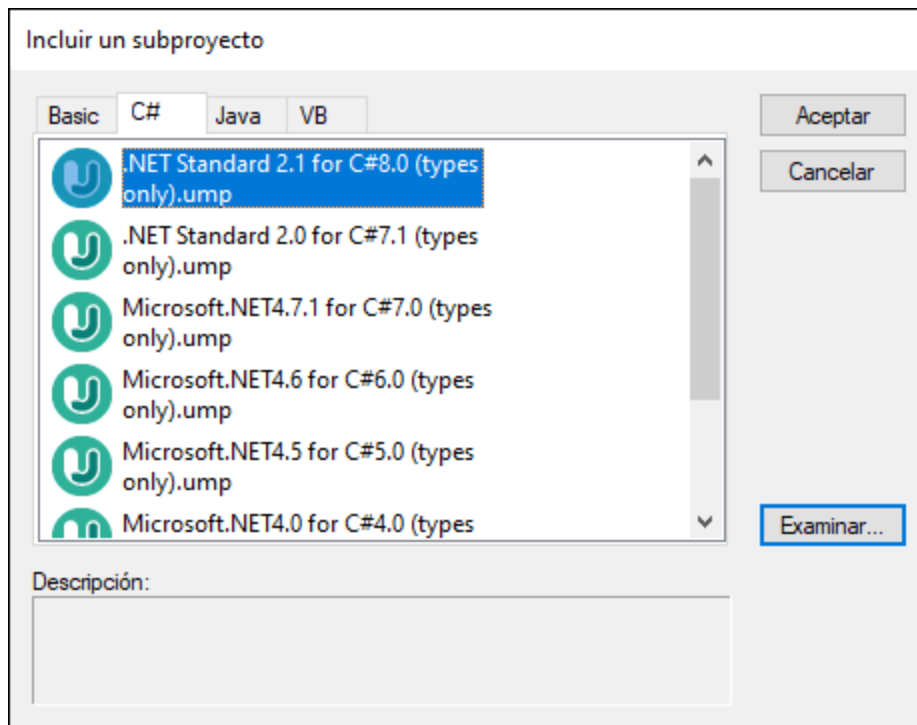 Incluir un subproyecto
Basic C# Java VB
Aceptar
Cancelar
.NET Standard 2.1 for C#8.0 (types
only).ump
.NET Standard 2.0 for C#7.1 (types
only).ump
Microsoft.NET4.7.1 for C#7.0 (types
only).ump
Microsoft.NET4.6 for C#6.0 (types
only).ump
Microsoft.NET4.5 for C#5.0 (types
only).ump
Microsoft.NET4.0 for C#4.0 (types
Examinar...
Descripción: